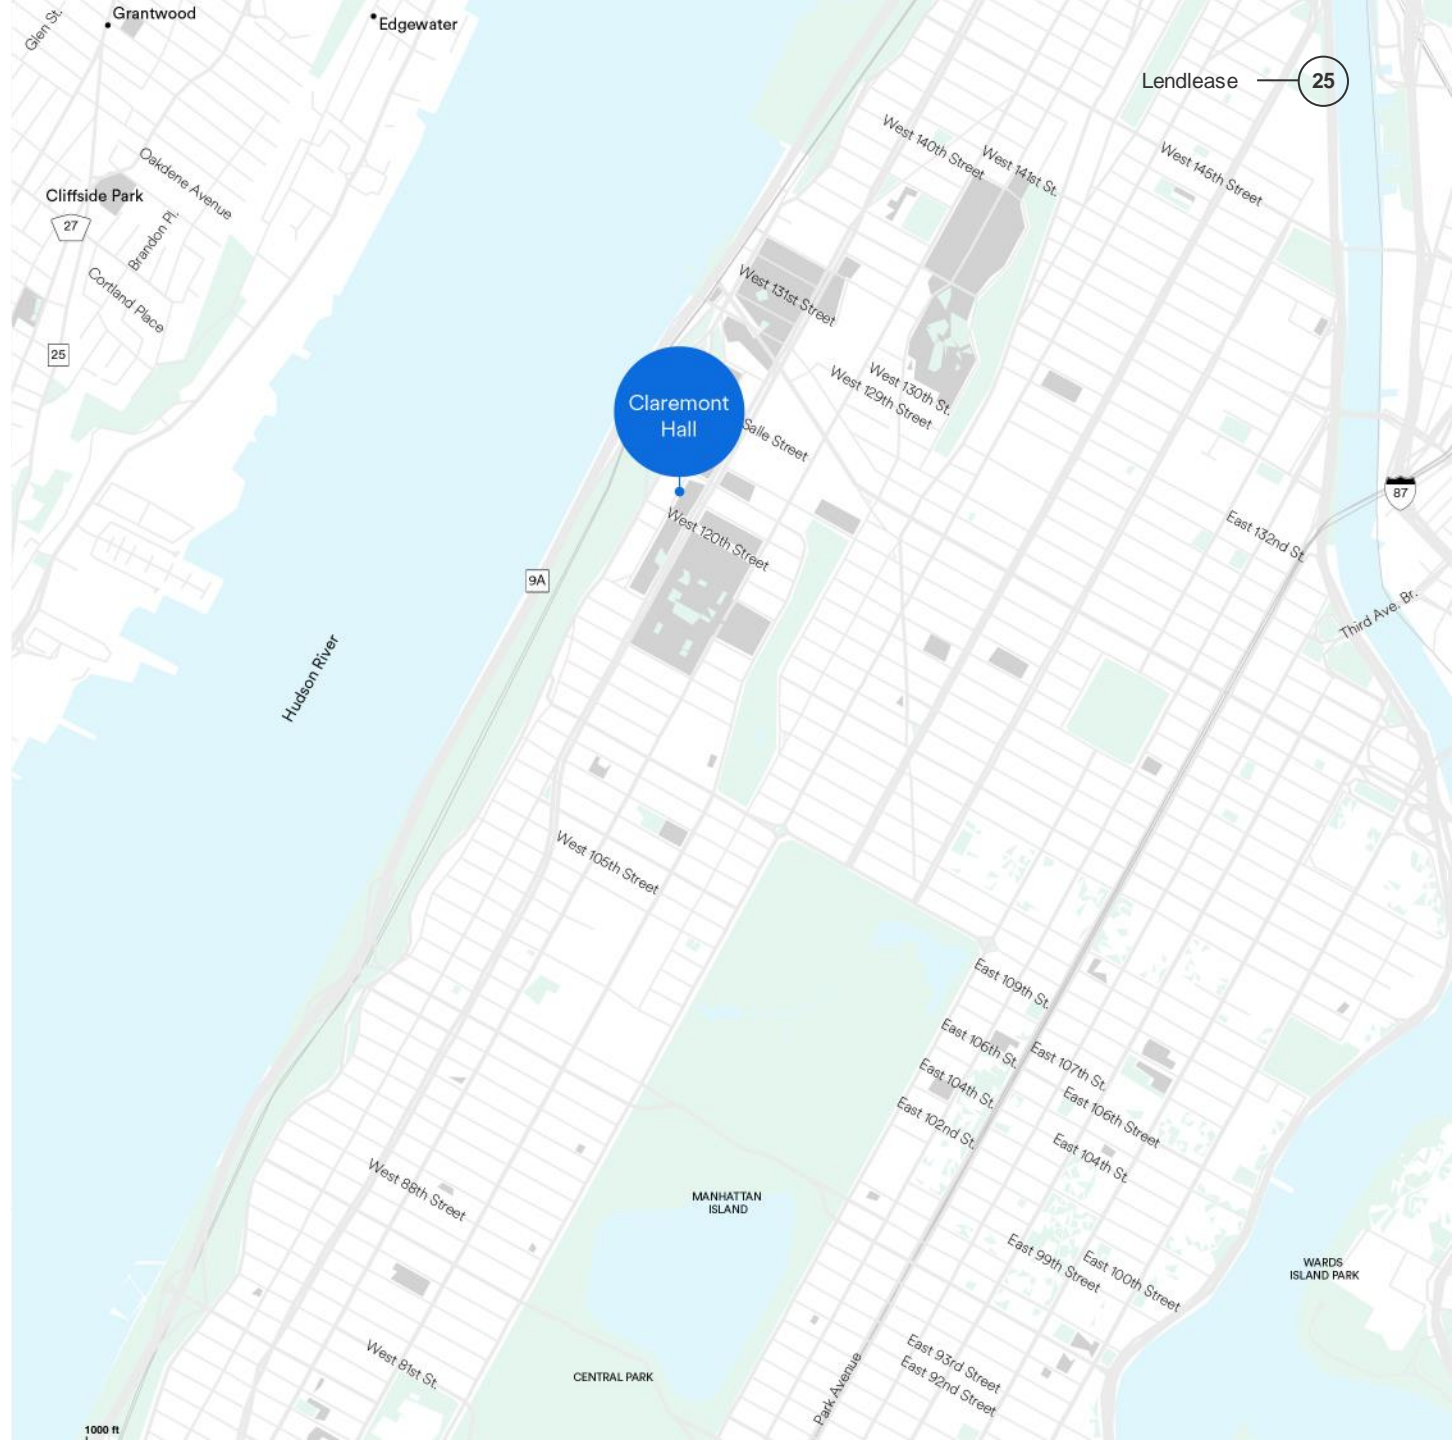 Grantwood
Edgewater
Glen St.
Lendlease
25
West 140th Street
West 141st St.
West 145th Street
Oakdene Avenue
Cliffside Park
27
Brandon Pl.
Cortland Place
25
West 131st Street
West 130th St.
West 129th Street
Claremont
Hall
Salle Street
87
West 120th Street
East 132nd St.
9A
Third Ave. Br.
Hudson River
West 105th Street
East 109th St.
East 106th St.
East 107th St.
East 104th St.
East 106th Street
East 102nd St.
East 104th St.
West 88th Street
MANHATTAN
ISLAND
East 99th Street
East 100th Street
WARDS
ISLAND PARK
West 81st St.
CENTRAL PARK
East 93rd Street
East 92nd Street
Park Avenue
1000 ft